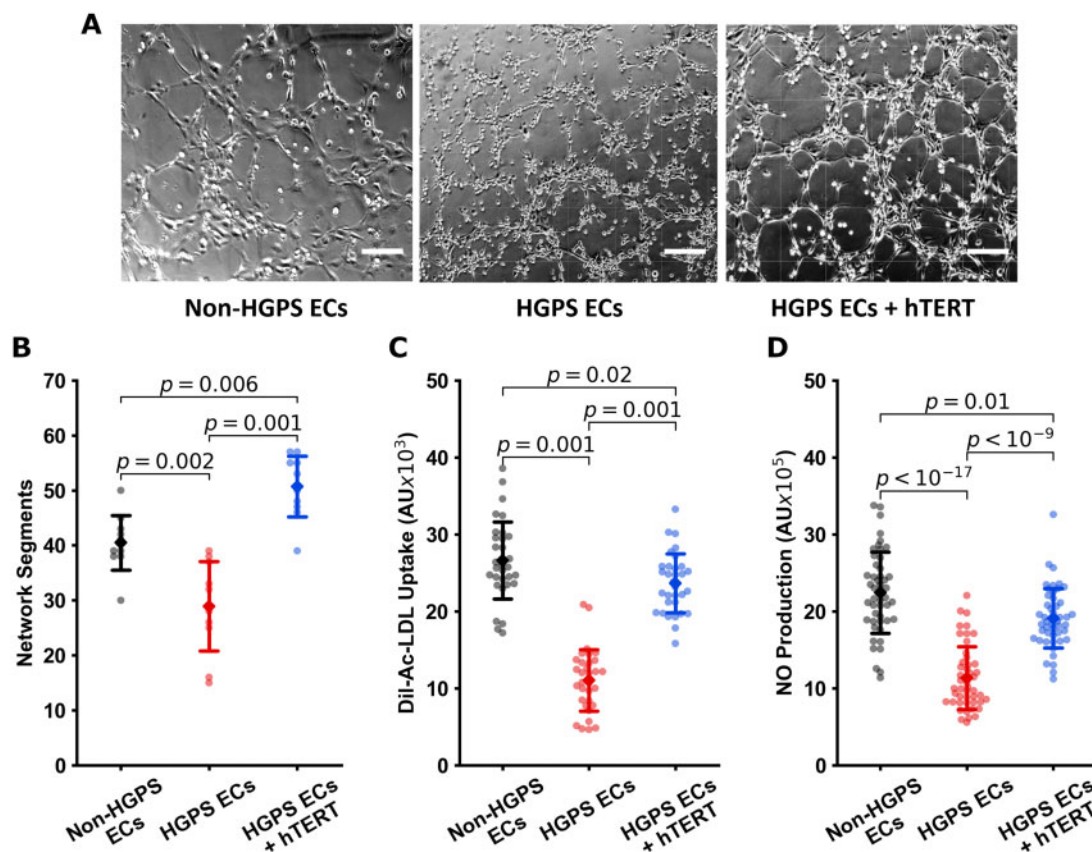 A
Non-HGPS ECs
HGPS ECs
HGPS ECs + hTERT
B
Network Segments
70
60
50
40
30
20
10
0
p = 0.006
p = 0.001
p = 0.002
Non-HGPS
ECs
HGPS ECs
HGPS ECs
+ hTERT
C
Dil-Ac-LDL Uptake (AUx10³)
50
40
30
20
10
0
p = 0.02
p = 0.001
p = 0.001
Non-HGPS
ECs
HGPS ECs
HGPS ECs
+ hTERT
D
NO Production (AUx10⁵)
50
40
30
20
10
0
p = 0.01
p < 10⁻⁹
p < 10⁻¹⁷
Non-HGPS
ECs
HGPS ECs
HGPS ECs
+ hTERT